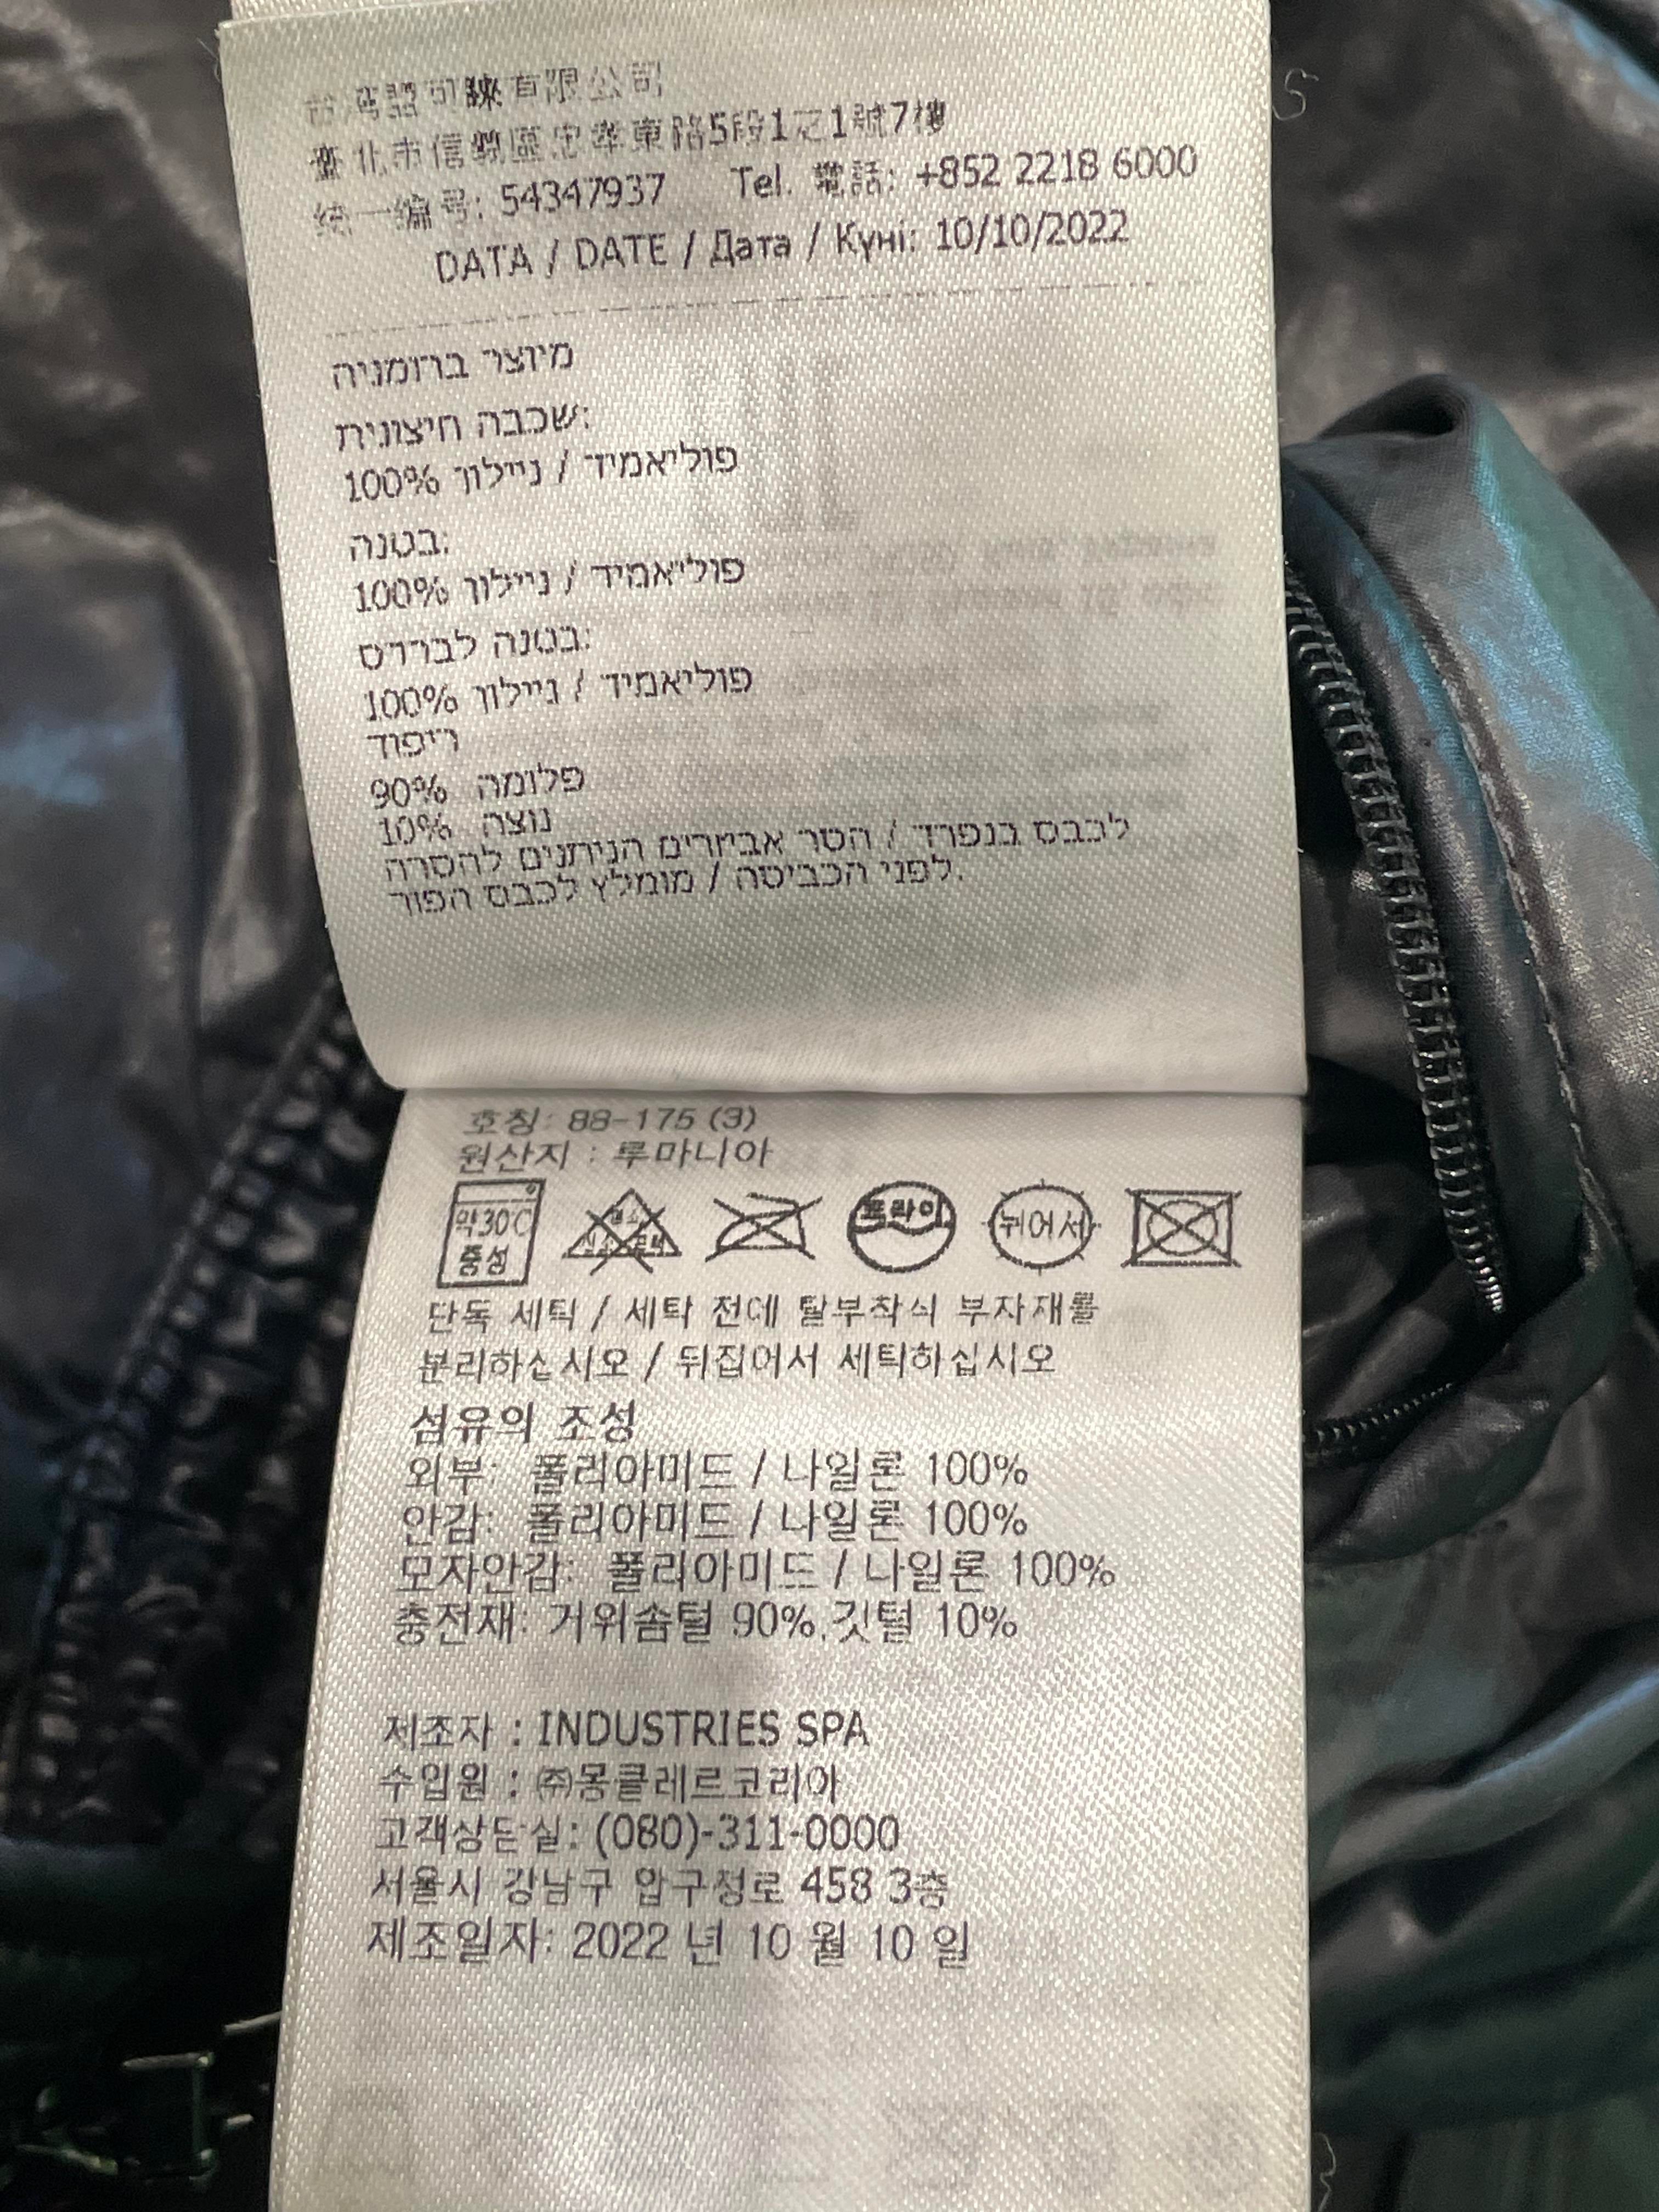 台灣盟可睞有限公司
臺北市信義區忠孝東路5段1之1號7樓
统一编号: 54347937 Tel. 電話: +852 2218 6000
DATA / DATE / Дата / Күні: 10/10/2022
מיוצר ברומניה
שכבה חיצונית:
100% פוליאמיד / ניילון
בטנה:
100% פוליאמיד / ניילון
בטנה לברדס:
100% פוליאמיד / ניילון
ריפוד
90% פלומה
10% נוצה
לכבס בנפרד / הסר אביזרים הניתנים להסרה
לפני הכביסה / מומלץ לכבס הפוך.
호칭: 88-175 (3)
원산지 : 루마니아
약30℃ 중성 드라이 뉘어서
단독 세탁 / 세탁 전에 탈부착식 부자재를
분리하십시오 / 뒤집어서 세탁하십시오
섬유의 조성
외부: 폴리아미드 / 나일론 100%
안감: 폴리아미드 / 나일론 100%
모자안감: 폴리아미드 / 나일론 100%
충전재: 거위솜털 90%,깃털 10%
제조자 : INDUSTRIES SPA
수입원 : ㈜몽클레르코리아
고객상담실: (080)-311-0000
서울시 강남구 압구정로 458 3층
제조일자: 2022 년 10 월 10 일